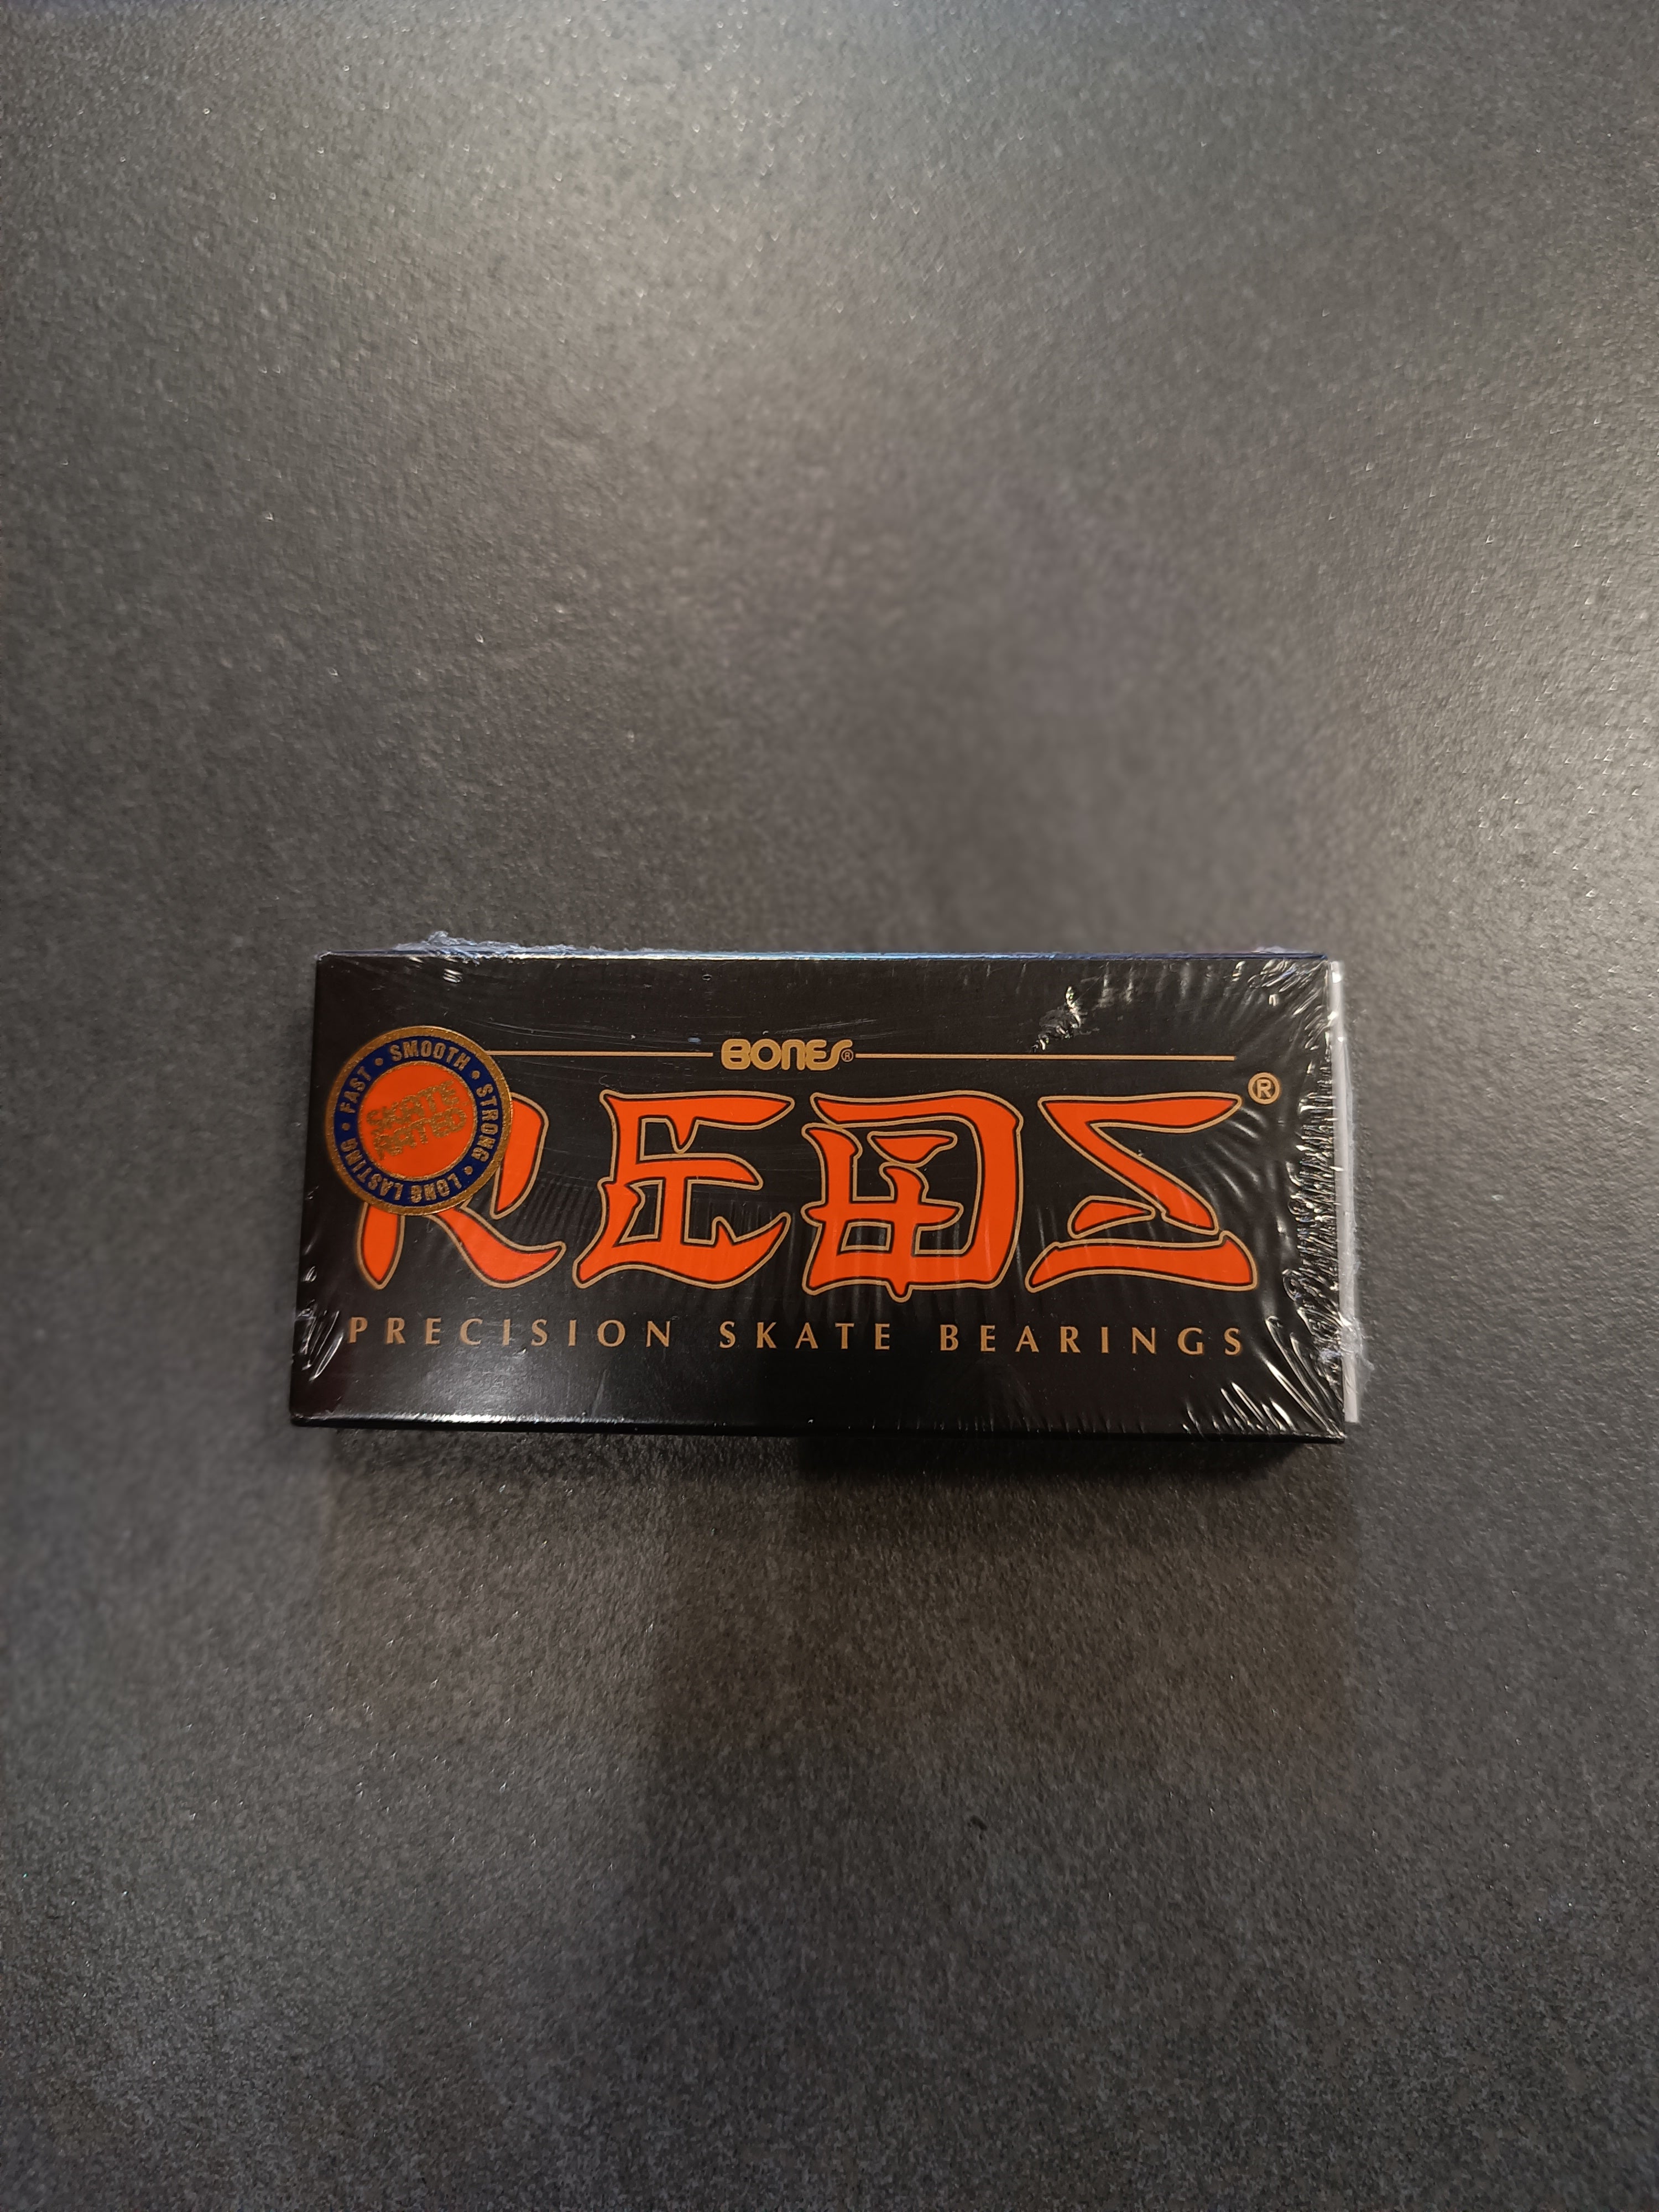 BONES®
REDS®
PRECISION SKATE BEARINGS
FAST • SMOOTH • STRONG • LONG LASTING •
SKATE
RATED